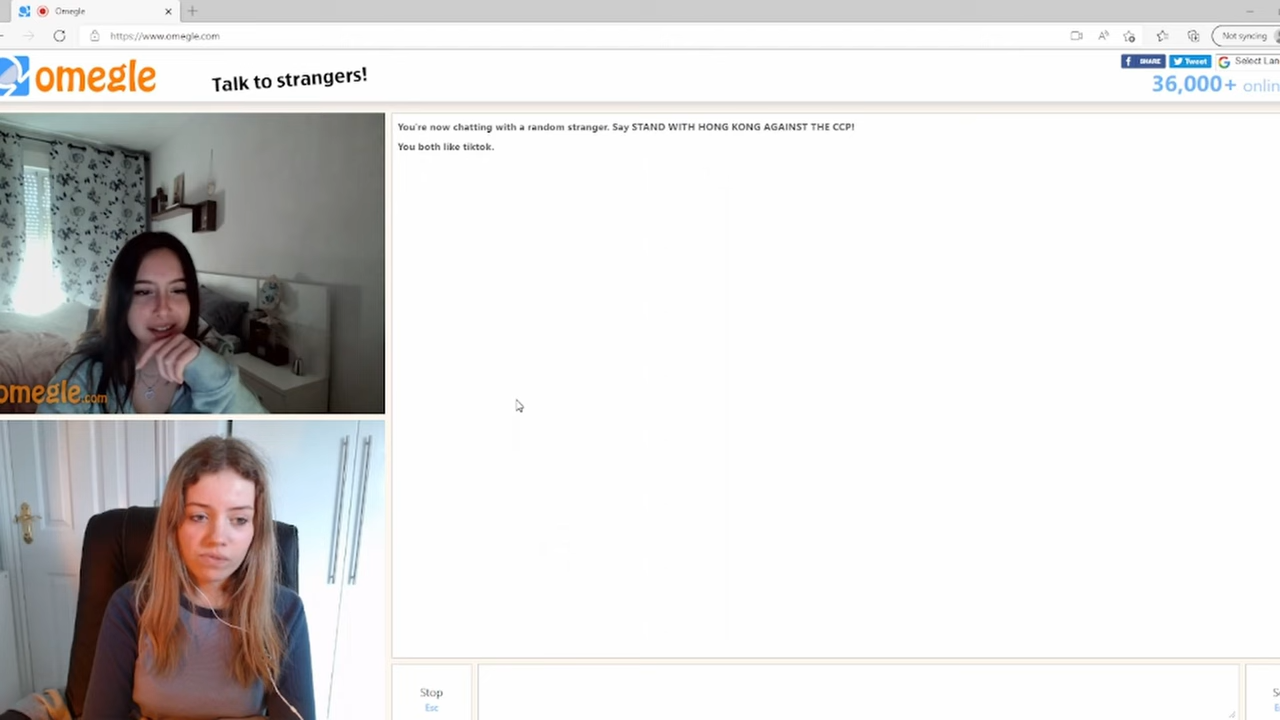 Omegle
https://www.omegle.com
Not syncing
omegle
Talk to strangers!
SHARE
Tweet
Select Lan
36,000+ onlin
You're now chatting with a random stranger. Say STAND WITH HONG KONG AGAINST THE CCP!
You both like tiktok.
omegle.com
Stop
Esc